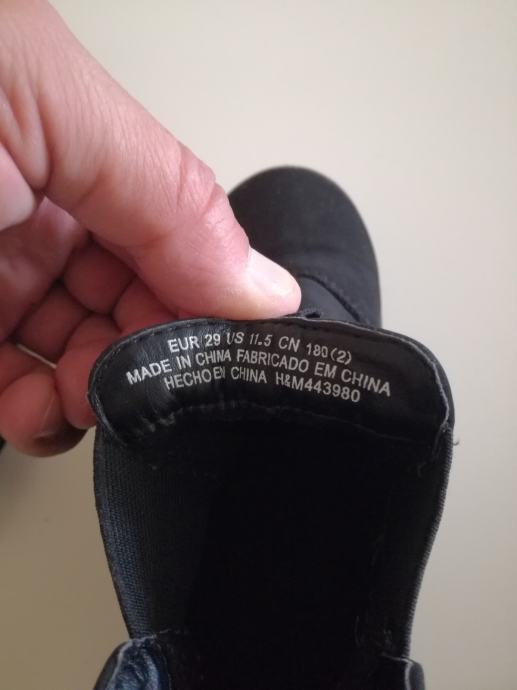 EUR 29 US 11.5 CN 180(2)
MADE IN CHINA FABRICADO EM CHINA
HECHO EN CHINA H&M443980